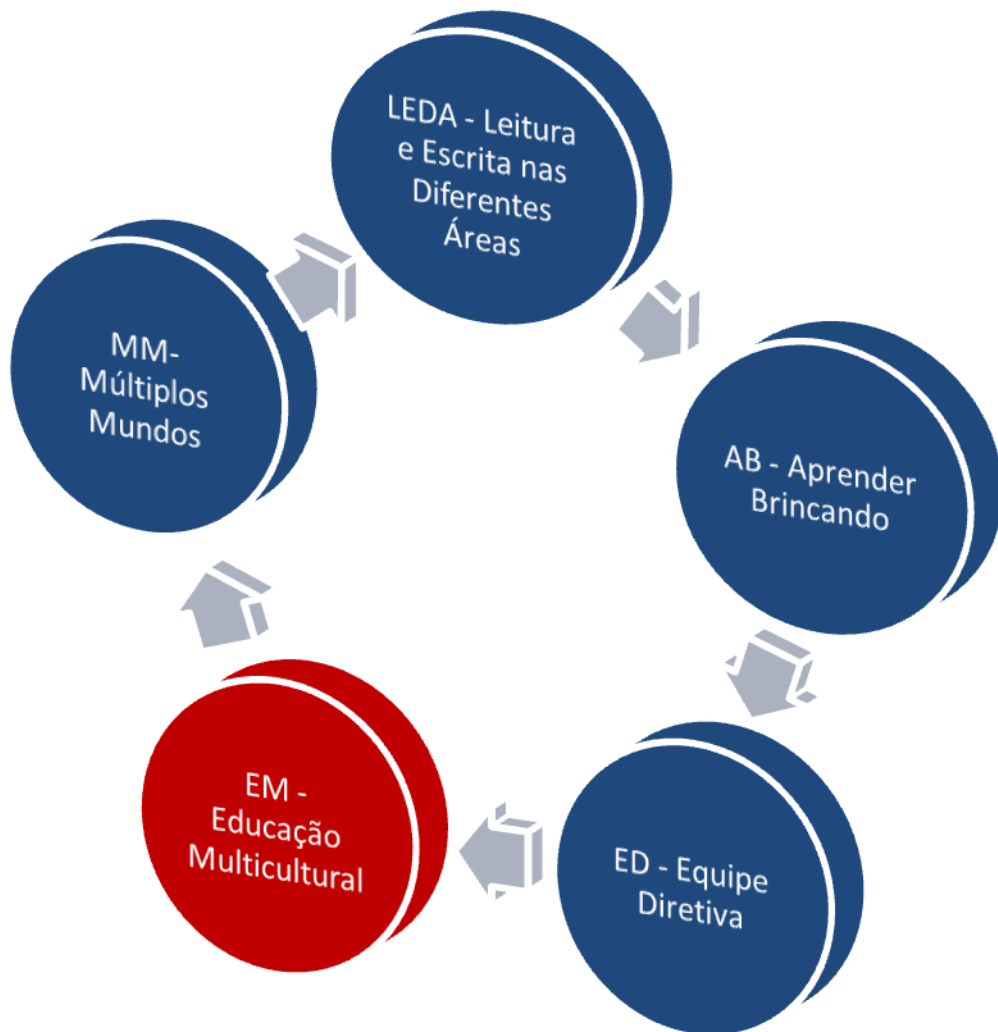 LEDA - Leitura
e Escrita nas
Diferentes
Áreas
MM-
Múltiplos
Mundos
AB - Aprender
Brincando
EM -
Educação
Multicultural
ED - Equipe
Diretiva